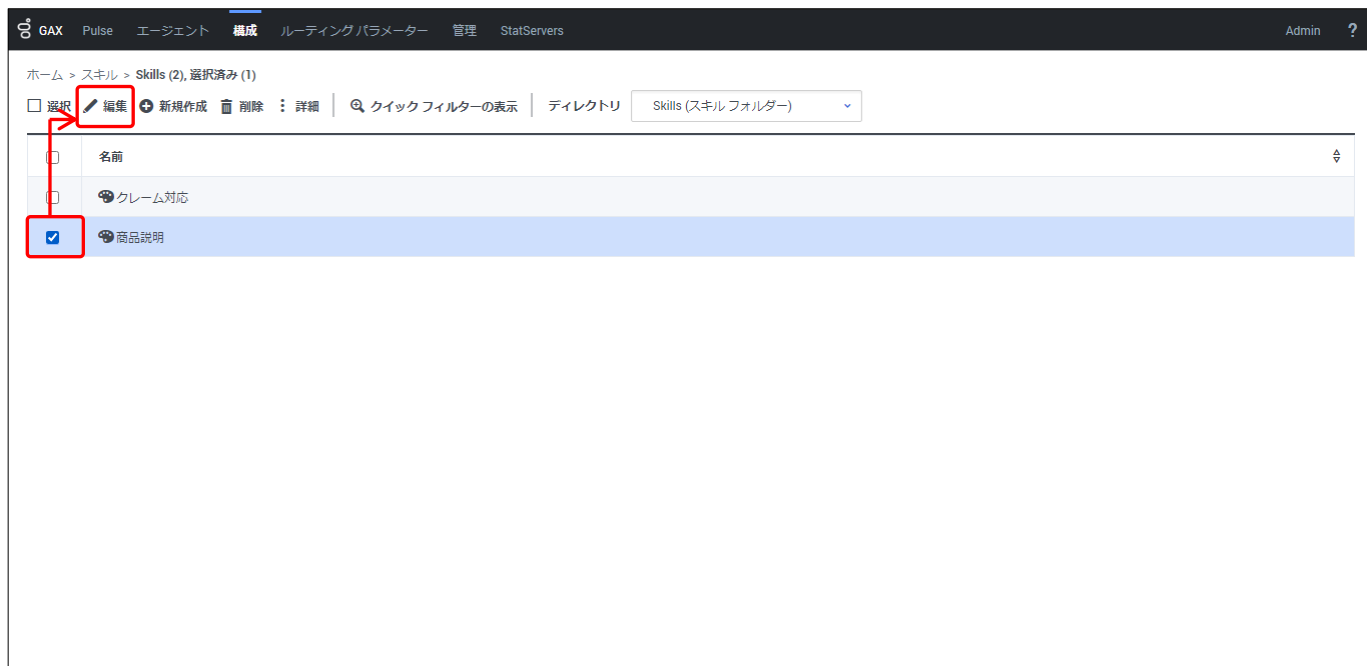 GAX Pulse エージェント 構成 ルーティング パラメーター 管理 StatServers Admin ?
ホーム > スキル > Skills (2), 選択済み (1)
選択 編集 新規作成 削除 詳細 クイック フィルターの表示 ディレクトリ Skills (スキル フォルダー)
名前
クレーム対応
商品説明